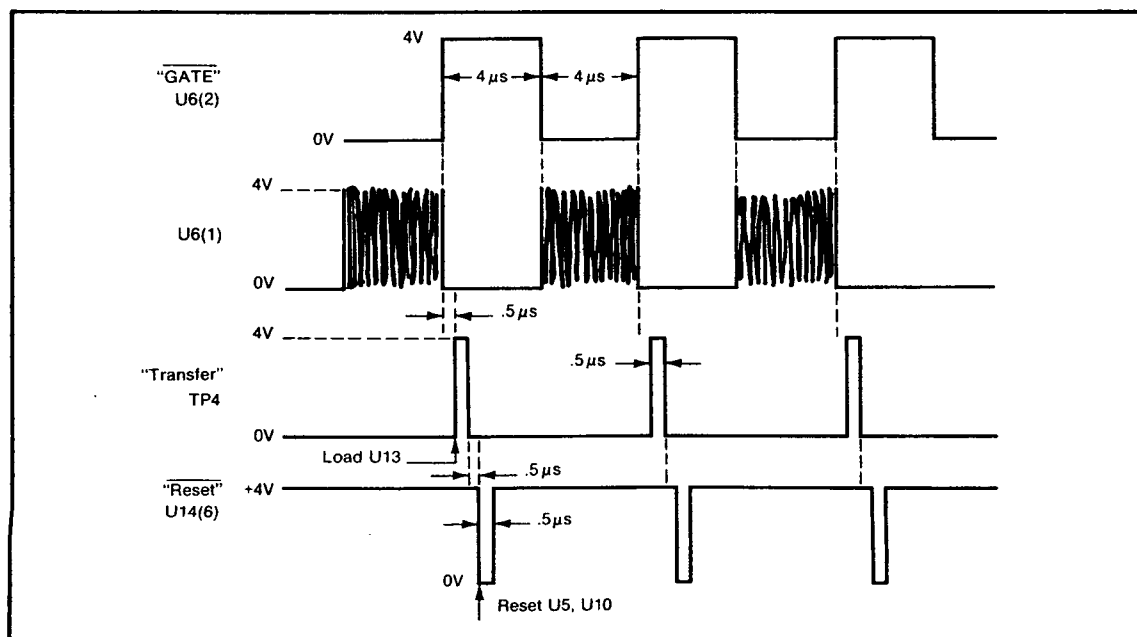 4V
"GATE"
U6(2)
4 µs
4 µs
0V
4V
U6(1)
0V
.5 µs
4V
"Transfer"
TP4
.5 µs
0V
Load U13
.5 µs
"Reset"
U14(6)
+4V
.5 µs
0V
Reset U5, U10